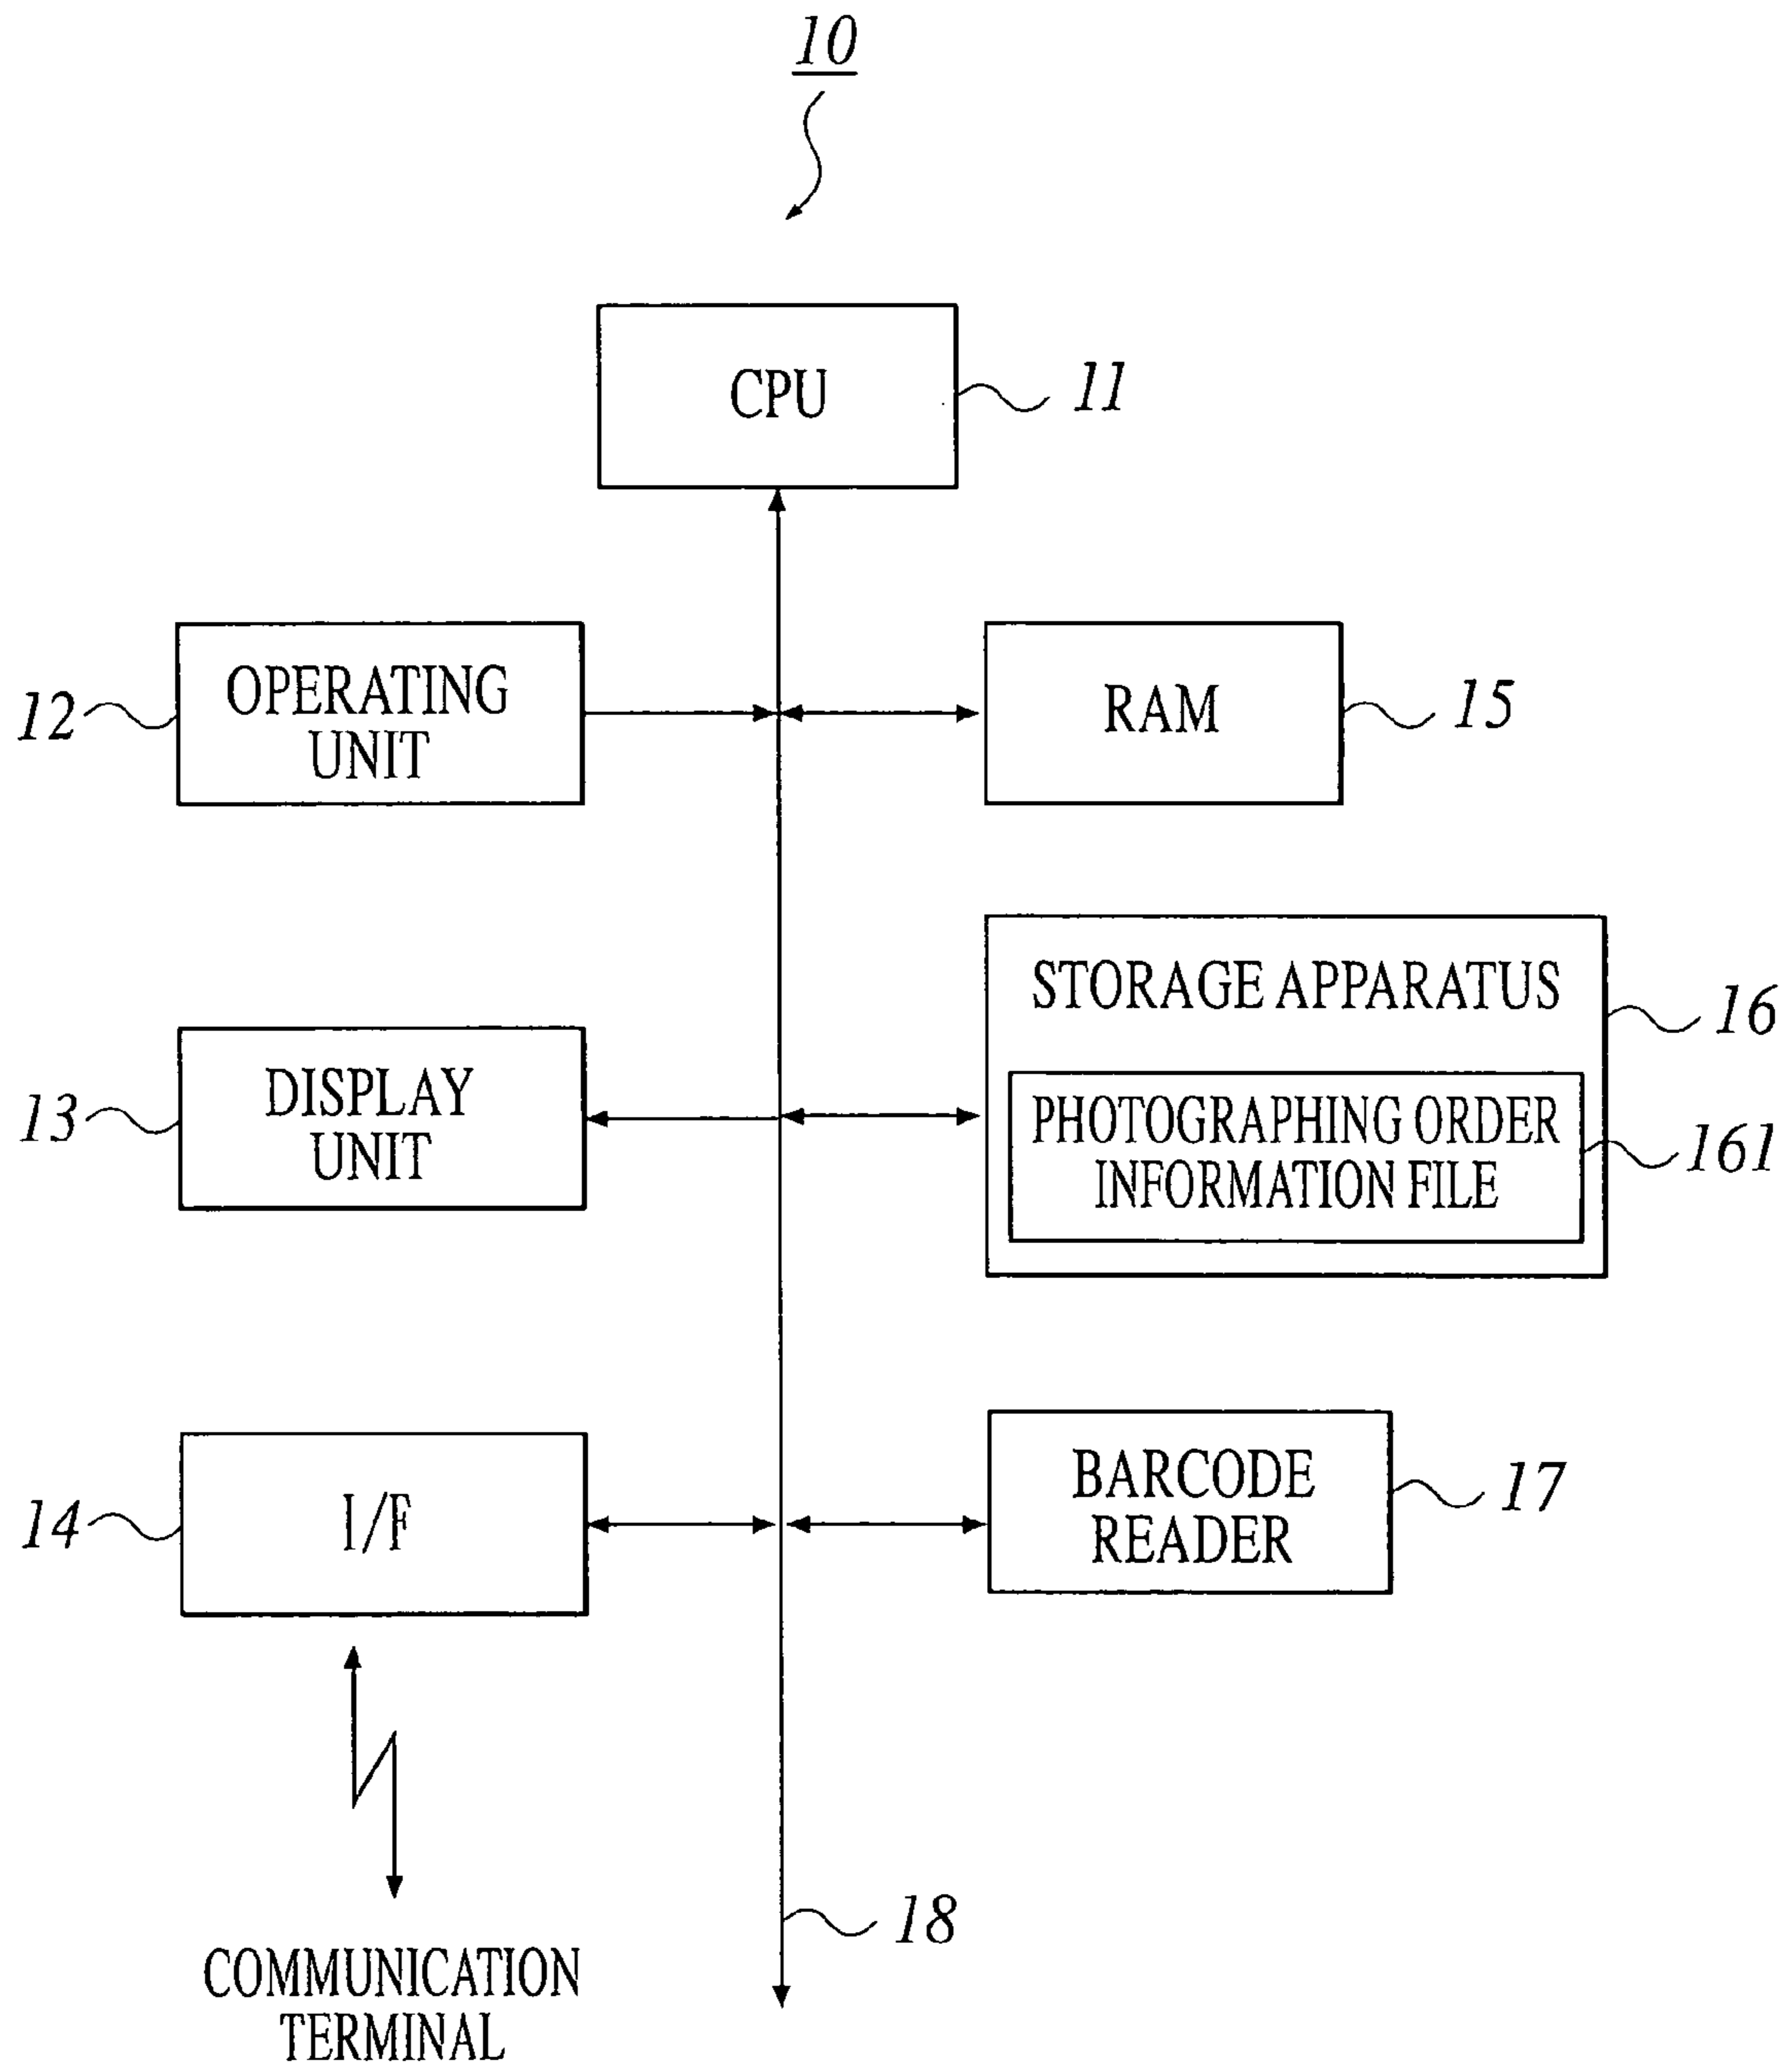 10
CPU
11
12
OPERATING
UNIT
RAM
15
STORAGE APPARATUS
16
13
DISPLAY
UNIT
PHOTOGRAPHING ORDER
INFORMATION FILE
161
14
I/F
BARCODE
READER
17
18
COMMUNICATION
TERMINAL